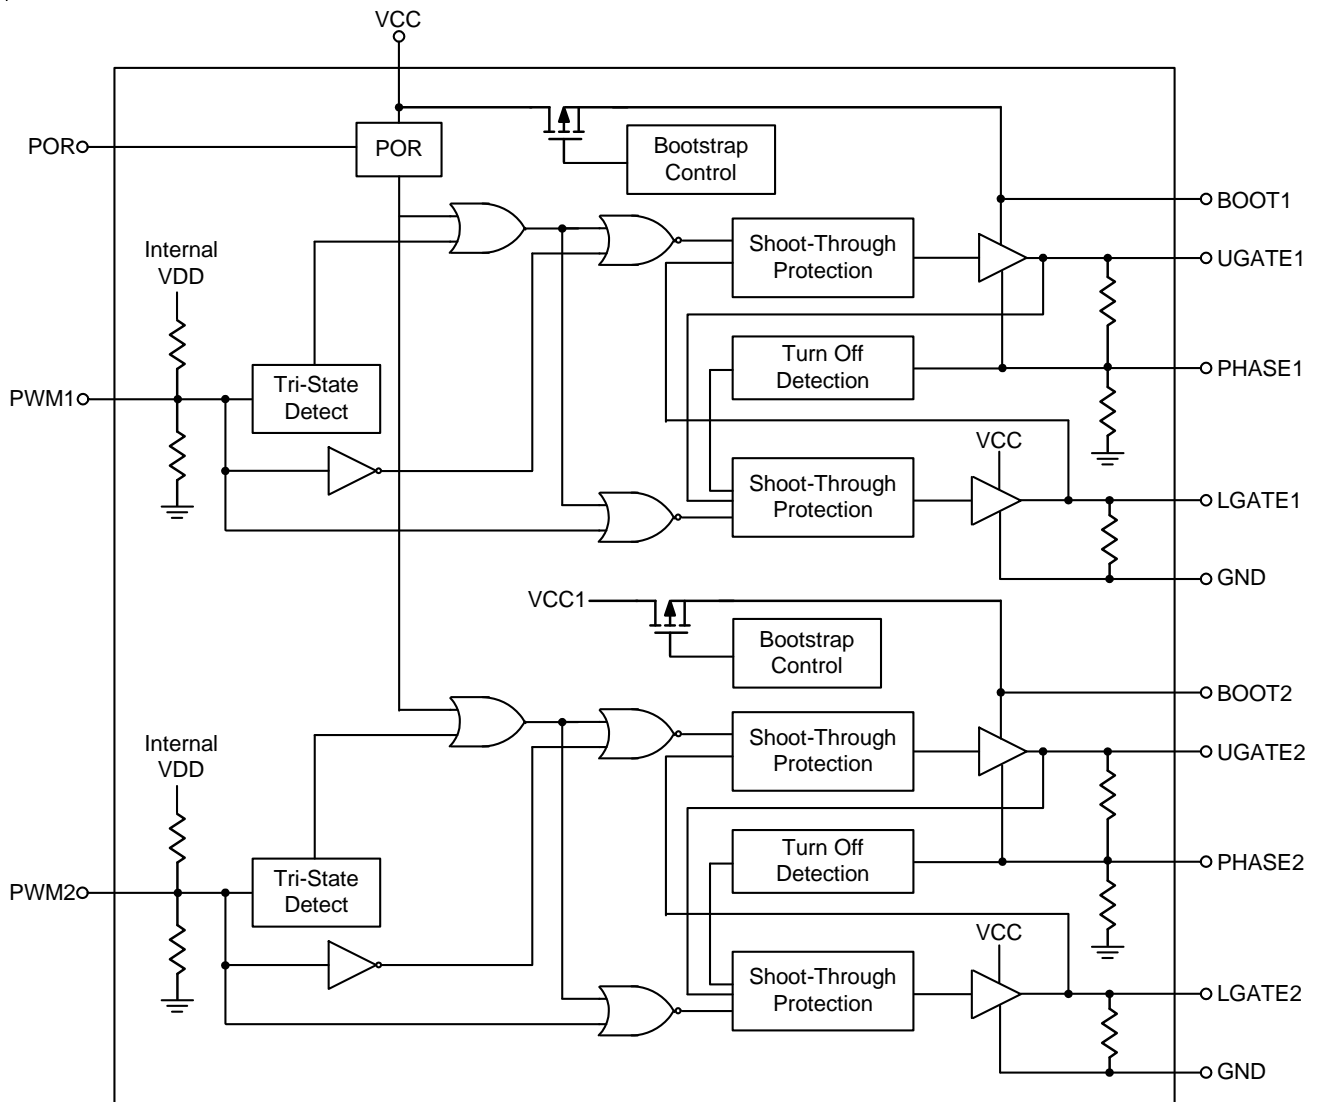 VCC
POR
POR
Bootstrap
Control
BOOT1
Internal
VDD
Shoot-Through
Protection
UGATE1
Turn Off
Detection
PHASE1
Tri-State
Detect
PWM1
VCC
Shoot-Through
Protection
LGATE1
GND
VCC1
Bootstrap
Control
BOOT2
Internal
VDD
Shoot-Through
Protection
UGATE2
Turn Off
Detection
PHASE2
Tri-State
Detect
PWM2
VCC
Shoot-Through
Protection
LGATE2
GND